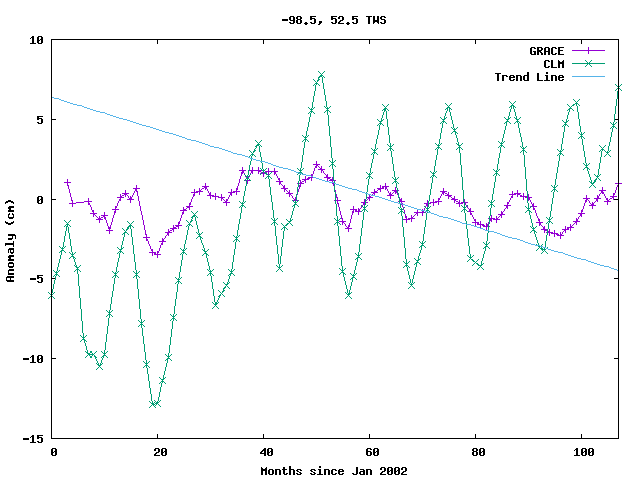 -98.5, 52.5 TWS
GRACE
CLM
Trend Line
10
5
0
-5
-10
-15
Anomaly (cm)
0 20 40 60 80 100
Months since Jan 2002